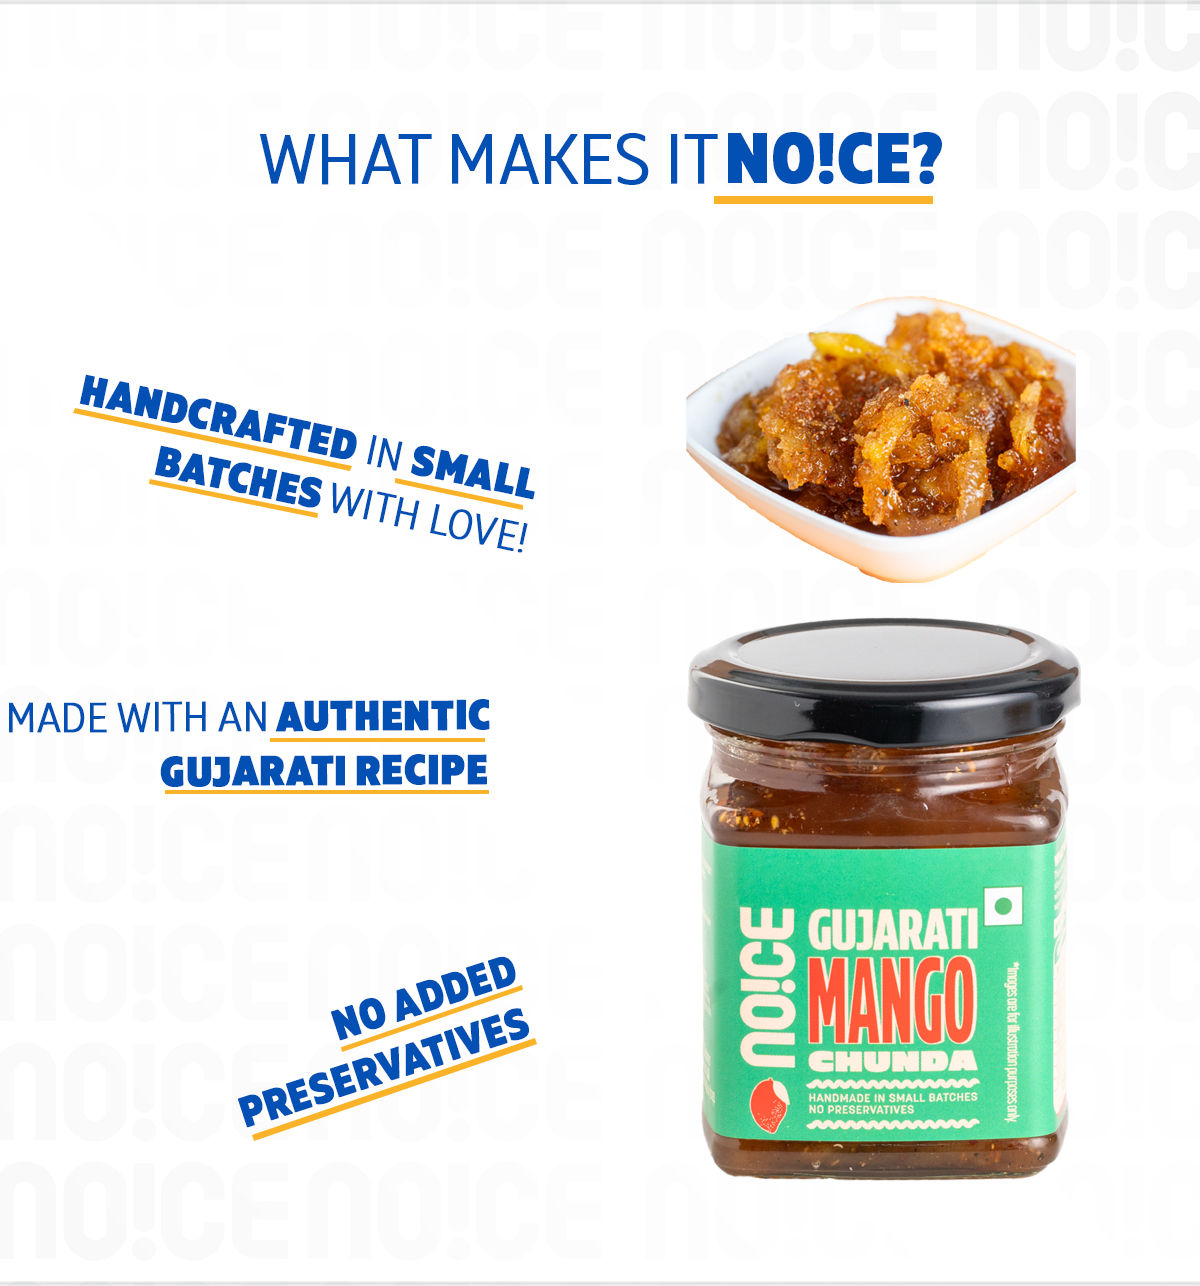 WHAT MAKES IT NO!CE?
HANDCRAFTED IN SMALL
BATCHES WITH LOVE!
MADE WITH AN AUTHENTIC
GUJARATI RECIPE
NO ADDED
PRESERVATIVES
NO!CE
GUJARATI
MANGO
CHUNDA
HANDMADE IN SMALL BATCHES
NO PRESERVATIVES
*Images are for illustration purposes only